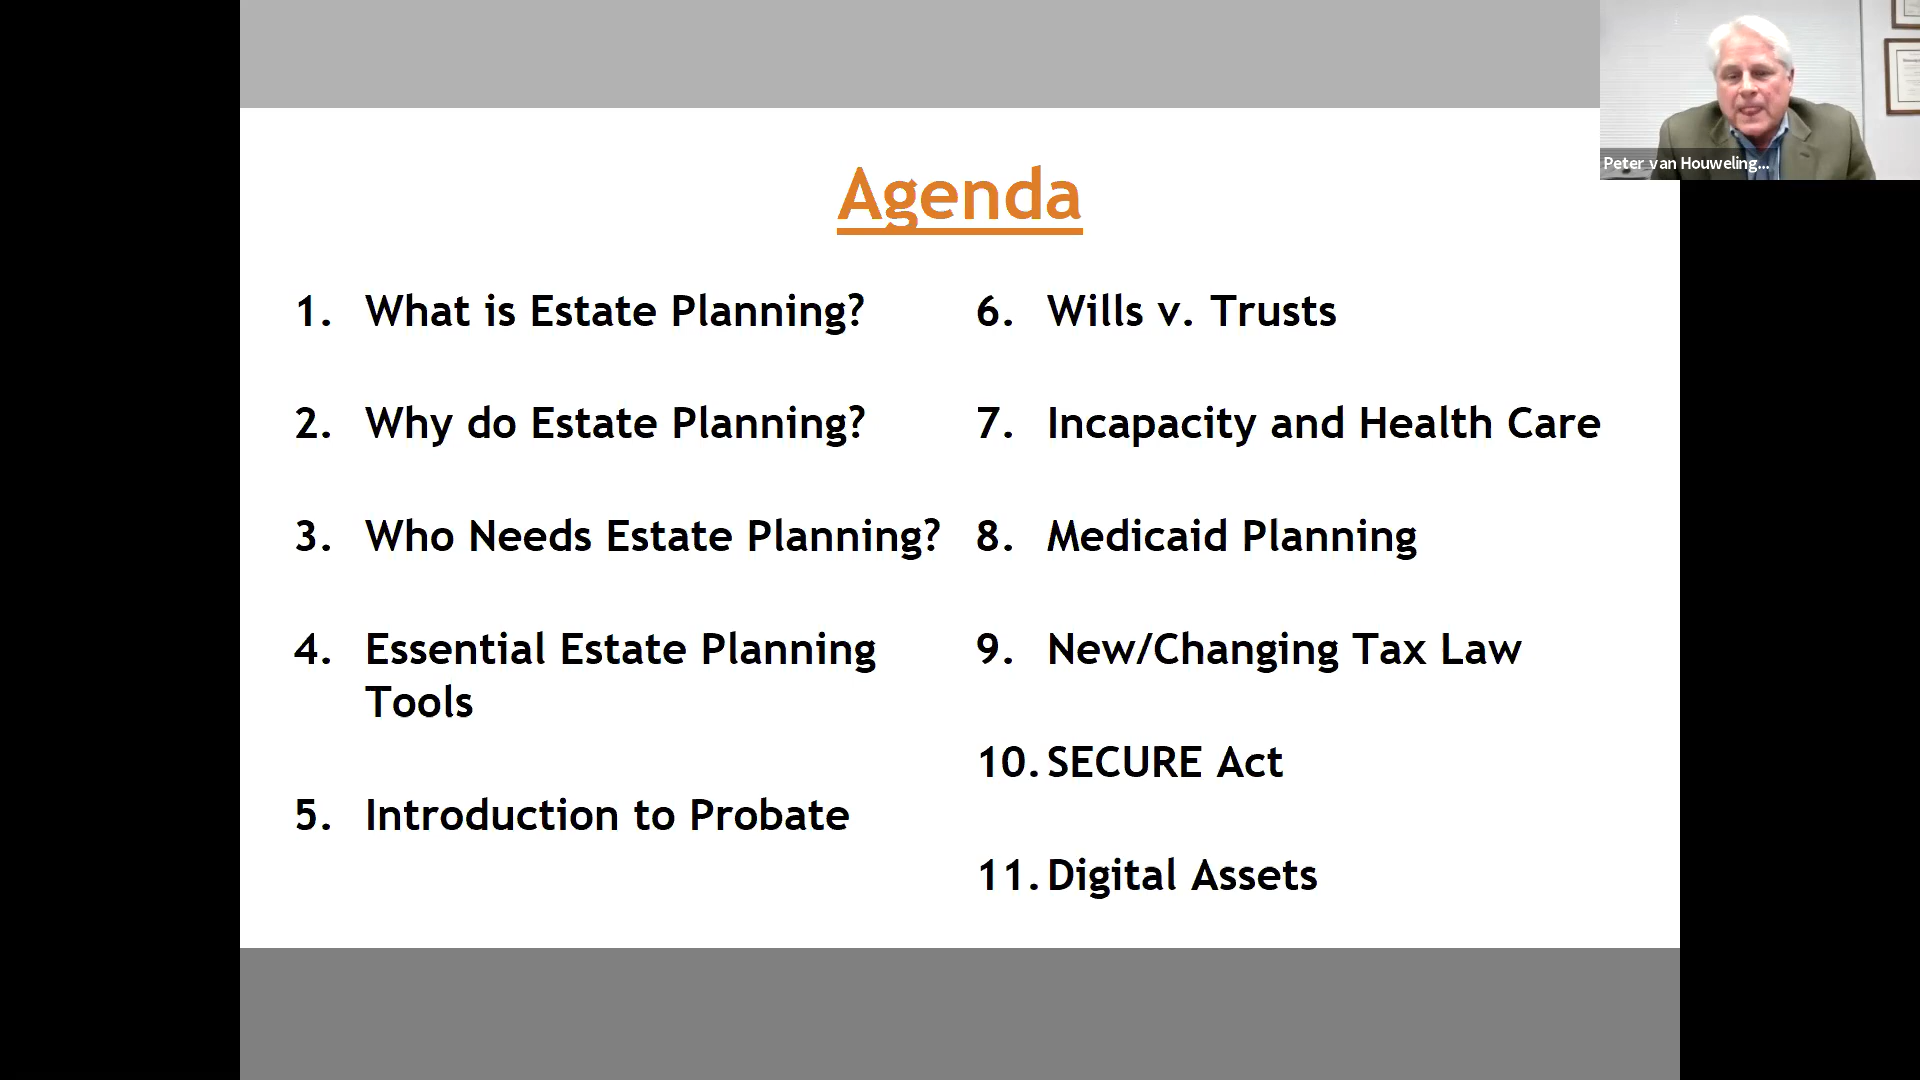 Agenda
1. What is Estate Planning?
2. Why do Estate Planning?
3. Who Needs Estate Planning?
4. Essential Estate Planning
Tools
5. Introduction to Probate
6. Wills v. Trusts
7. Incapacity and Health Care
8. Medicaid Planning
9. New/Changing Tax Law
10. SECURE Act
11. Digital Assets
Peter van Houweling...